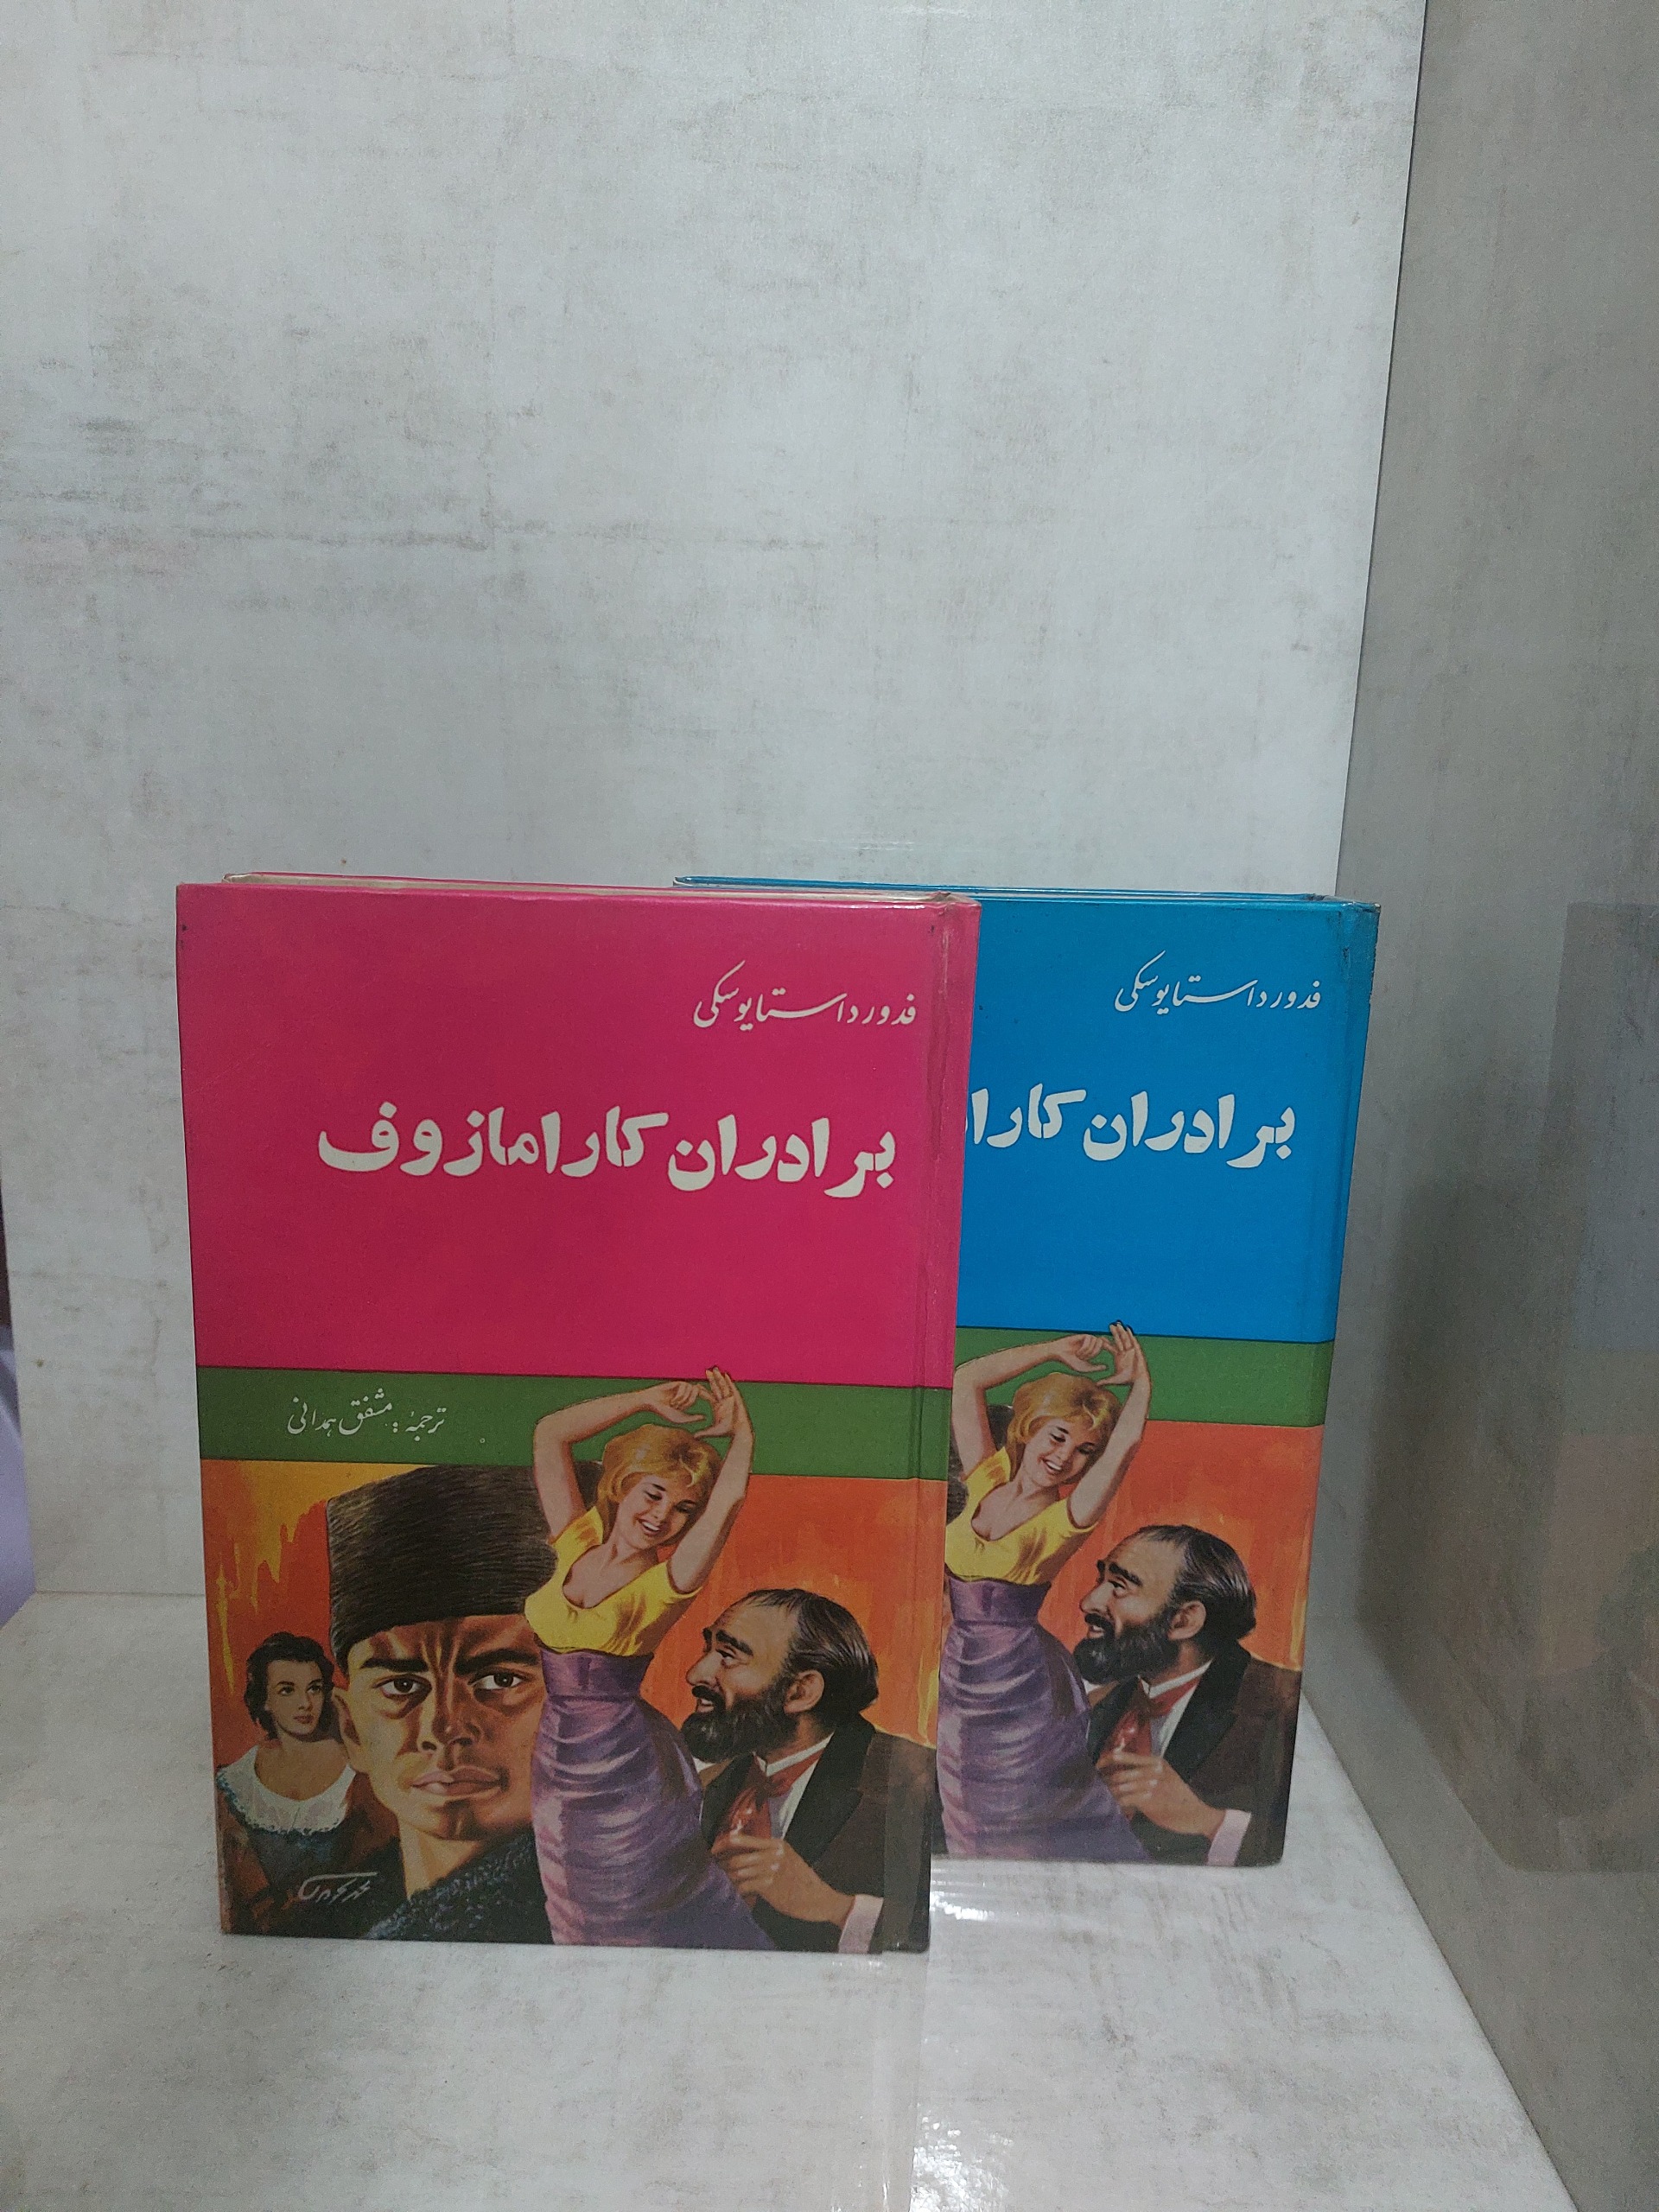 فدور داستایوسکی
برادران کارامازوف
ترجمهٔ: مشفق همدانی
فدور داستایوسکی
برادران کارا